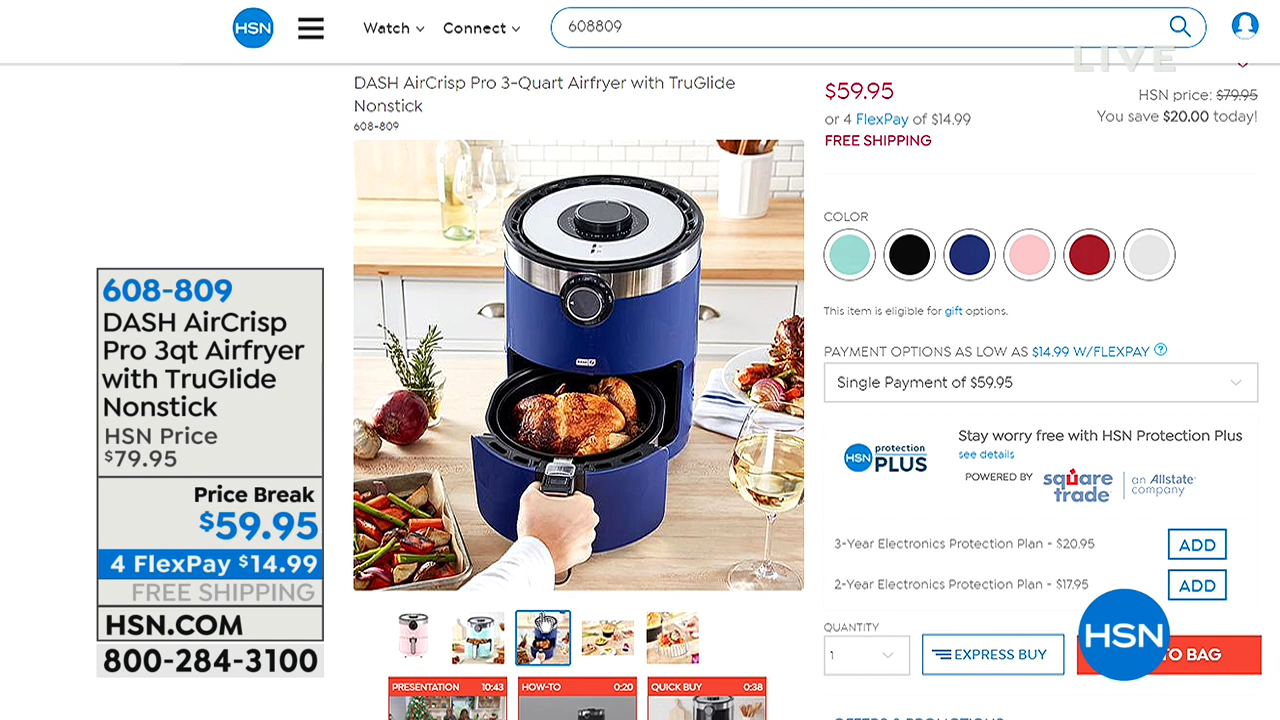 HSN
Watch
Connect
608809
LIVE
DASH AirCrisp Pro 3-Quart Airfryer with TruGlide
Nonstick
608-809
$59.95
HSN price: $79.95
or 4 FlexPay of $14.99
You save $20.00 today!
FREE SHIPPING
COLOR
This item is eligible for gift options.
PAYMENT OPTIONS AS LOW AS $14.99 W/FLEXPAY ?
Single Payment of $59.95
HSN protection PLUS
Stay worry free with HSN Protection Plus
see details
POWERED BY square trade an Allstate company
3-Year Electronics Protection Plan - $20.95
ADD
2-Year Electronics Protection Plan - $17.95
ADD
QUANTITY
1
EXPRESS BUY
TO BAG
HSN
608-809
DASH AirCrisp
Pro 3qt Airfryer
with TruGlide
Nonstick
HSN Price
$79.95
Price Break
$59.95
4 FlexPay $14.99
FREE SHIPPING
HSN.COM
800-284-3100
PRESENTATION 10:43
HOW-TO 0:20
QUICK BUY 0:38
OFFERS & PROMOTIONS